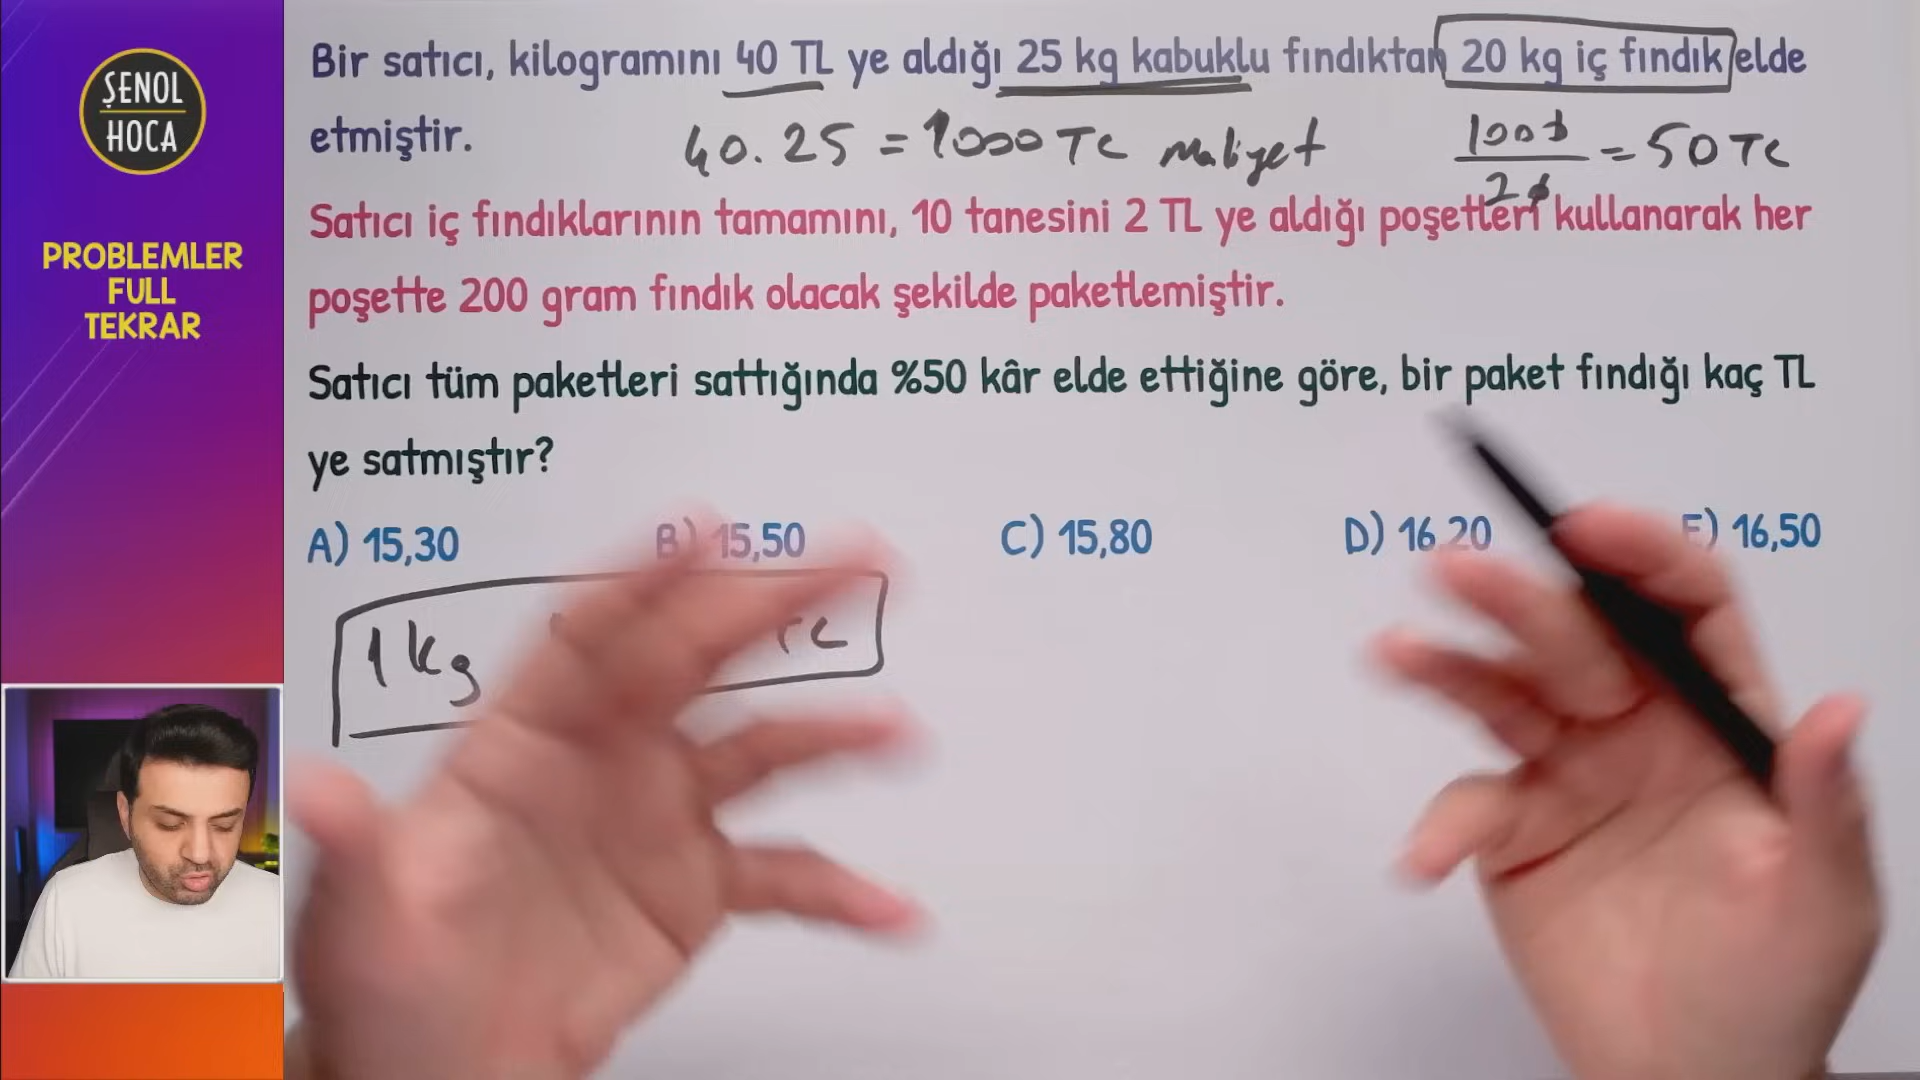 ŞENOL
HOCA
PROBLEMLER
FULL
TEKRAR
Bir satıcı, kilogramını 40 TL ye aldığı 25 kg kabuklu fındıktan 20 kg iç fındık elde
etmiştir.
40.25 = 1000 TL Maliyet
1000
20
= 50 TL
Satıcı iç fındıklarının tamamını, 10 tanesini 2 TL ye aldığı poşetleri kullanarak her
poşette 200 gram fındık olacak şekilde paketlemiştir.
Satıcı tüm paketleri sattığında %50 kâr elde ettiğine göre, bir paket fındığı kaç TL
ye satmıştır?
A) 15,30 B) 15,50 C) 15,80 D) 16,20 E) 16,50
1 kg TL